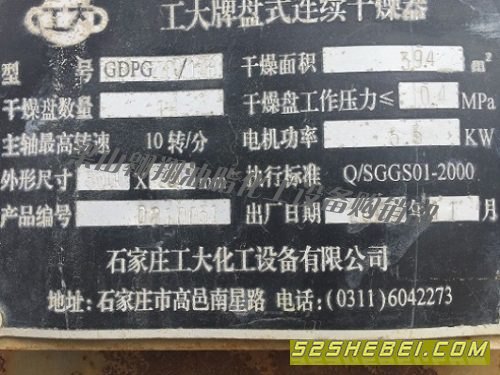 工大牌盘式连续干燥器
型 号 GDPG 干燥面积 39.4 m²
干燥盘数量 干燥盘工作压力≤ 0.4 MPa
主轴最高转速 10 转/分 电机功率 5.5 KW
外形尺寸 X 执行标准 Q/SGGS01-2000
产品编号 出厂日期 月
石家庄工大化工设备有限公司
地址: 石家庄市高邑南星路 电话: (0311)6042273
52SHEBEI.COM